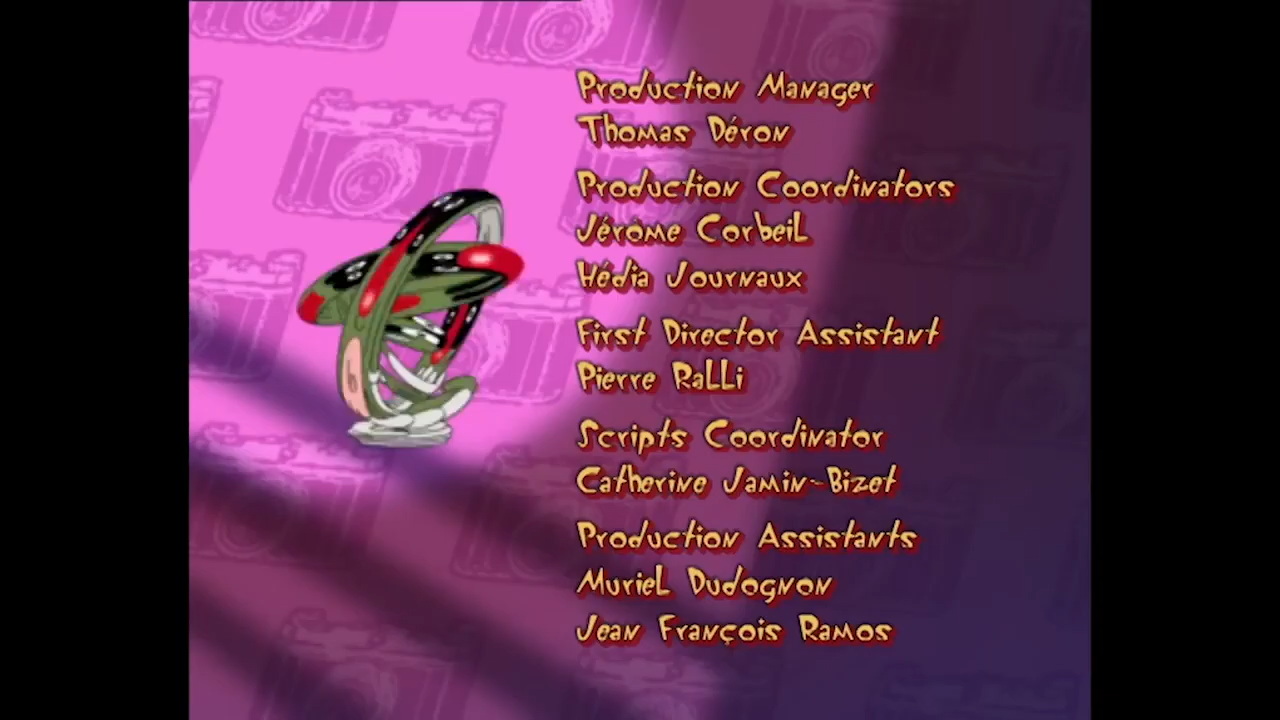 Production Manager
Thomas Déron
Production Coordinators
Jérôme Corbeil
Hédia Journaux
First Director Assistant
Pierre Ralli
Scripts Coordinator
Catherine Jamin-Bizet
Production Assistants
Muriel Dudognon
Jean François Ramos